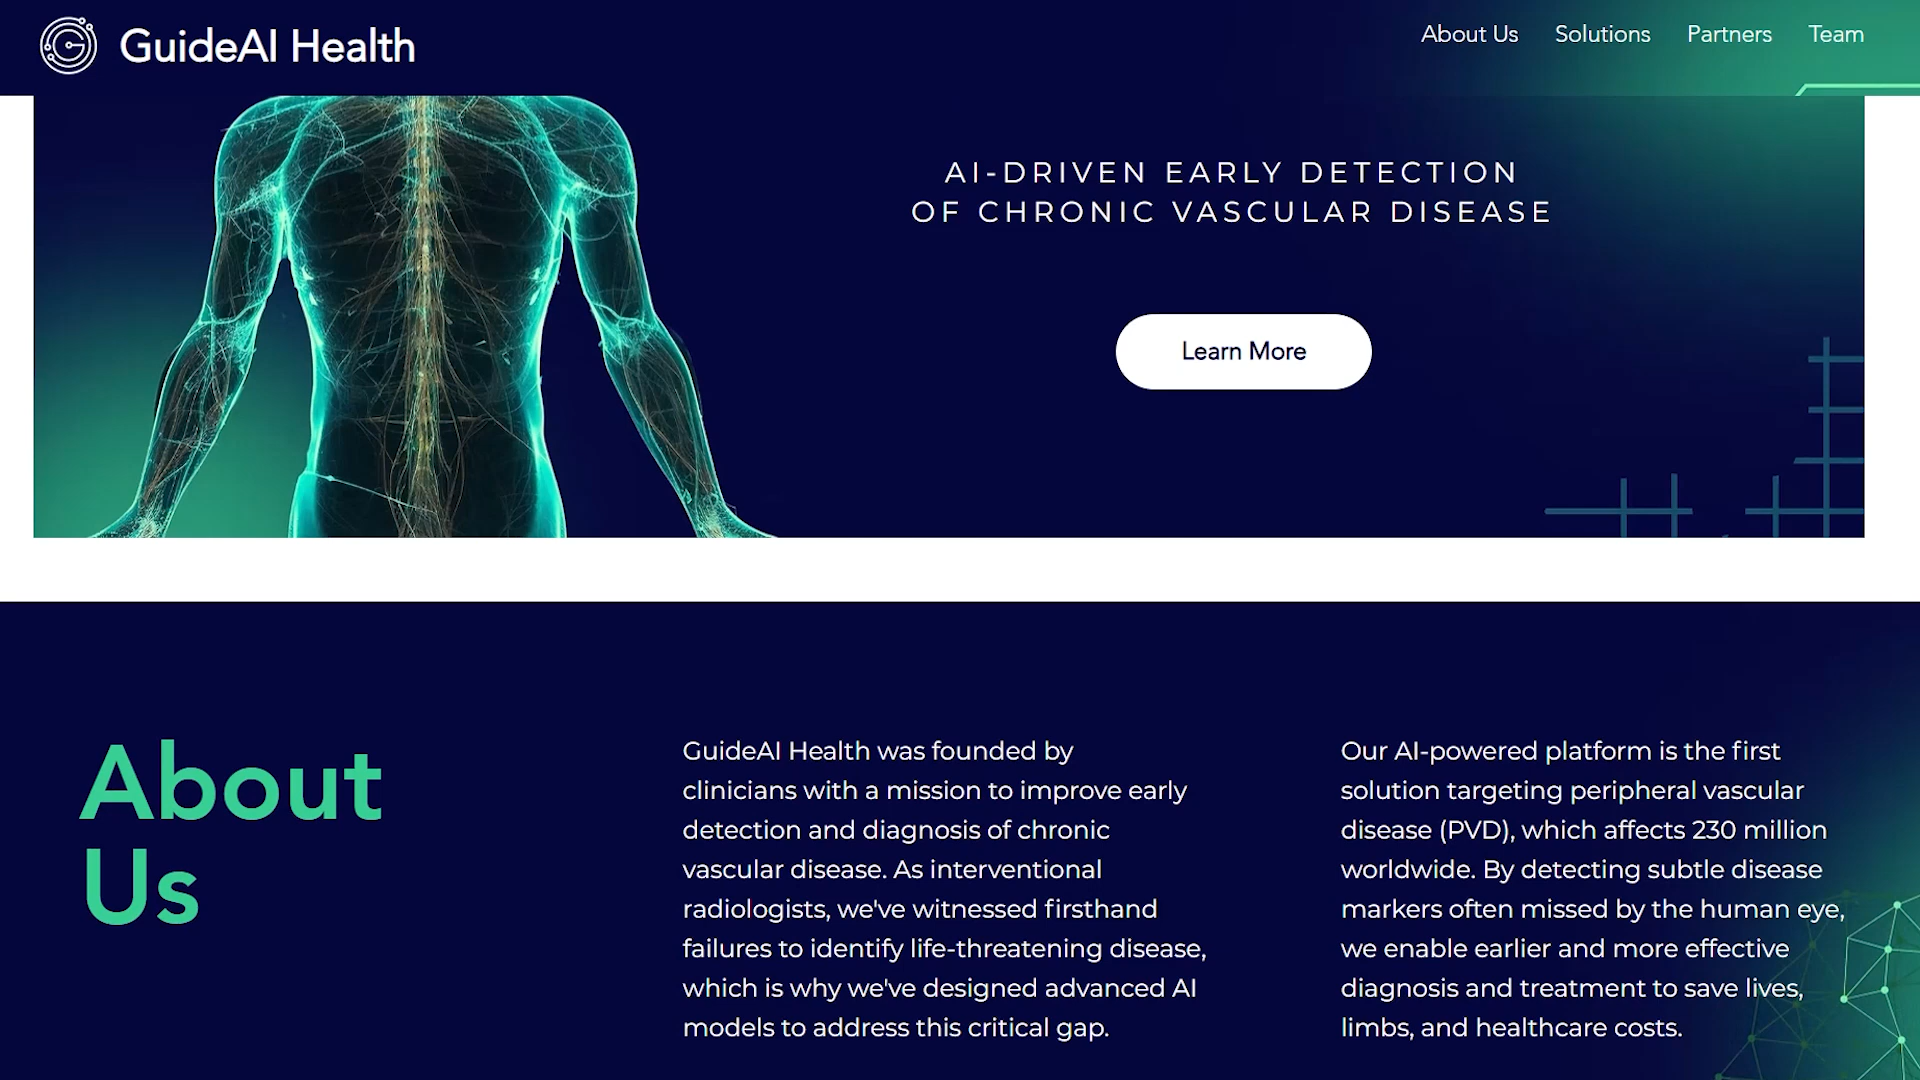 GuideAI Health
About Us
Solutions
Partners
Team
AI-DRIVEN EARLY DETECTION
OF CHRONIC VASCULAR DISEASE
Learn More
About
Us
GuideAI Health was founded by
clinicians with a mission to improve early
detection and diagnosis of chronic
vascular disease. As interventional
radiologists, we've witnessed firsthand
failures to identify life-threatening disease,
which is why we've designed advanced AI
models to address this critical gap.
Our AI-powered platform is the first
solution targeting peripheral vascular
disease (PVD), which affects 230 million
worldwide. By detecting subtle disease
markers often missed by the human eye,
we enable earlier and more effective
diagnosis and treatment to save lives,
limbs, and healthcare costs.